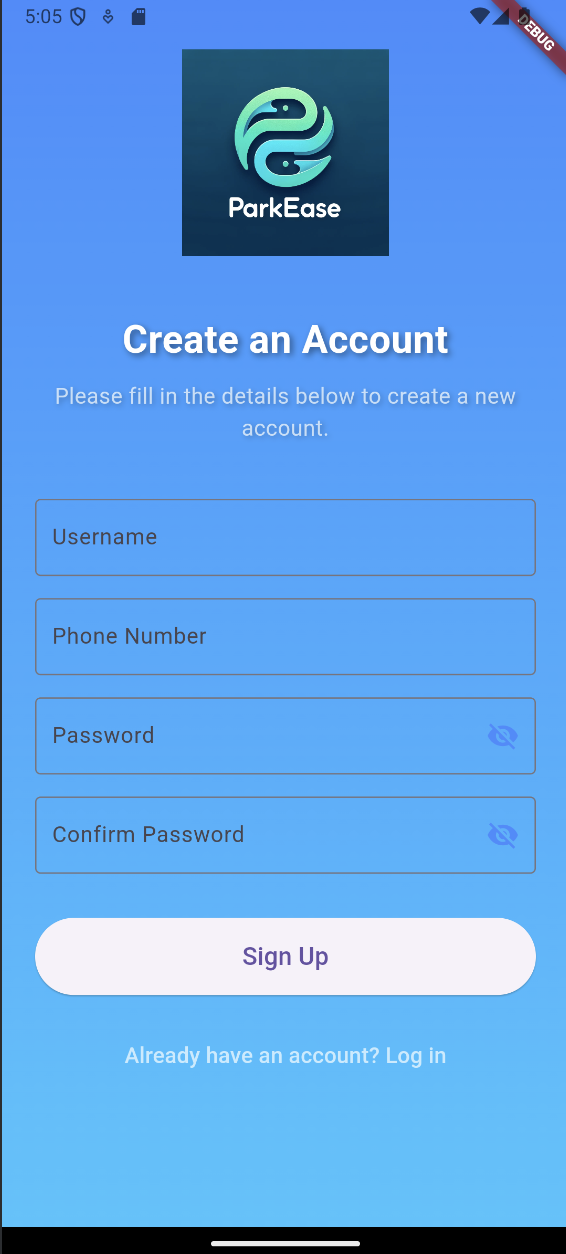 5:05
DEBUG
ParkEase
Create an Account
Please fill in the details below to create a new
account.
Username
Phone Number
Password
Confirm Password
Sign Up
Already have an account? Log in